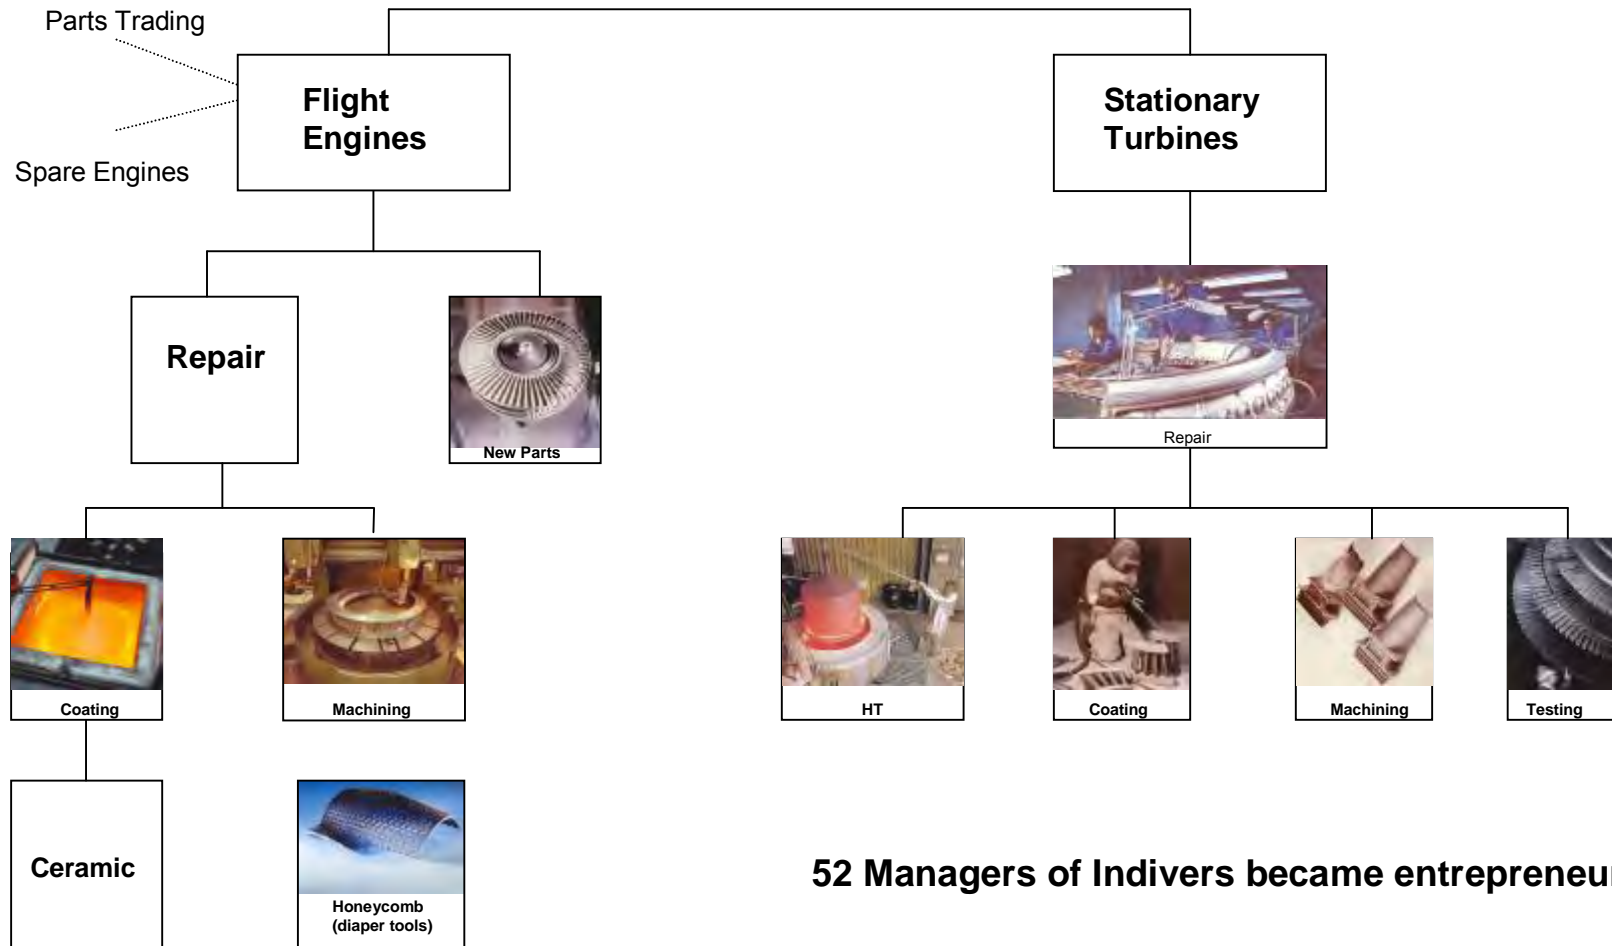 Parts Trading
Spare Engines
Flight
Engines
Stationary
Turbines
Repair
New Parts
Repair
Coating
Machining
HT
Coating
Machining
Testing
Ceramic
Honeycomb
(diaper tools)
52 Managers of Indivers became entrepreneur